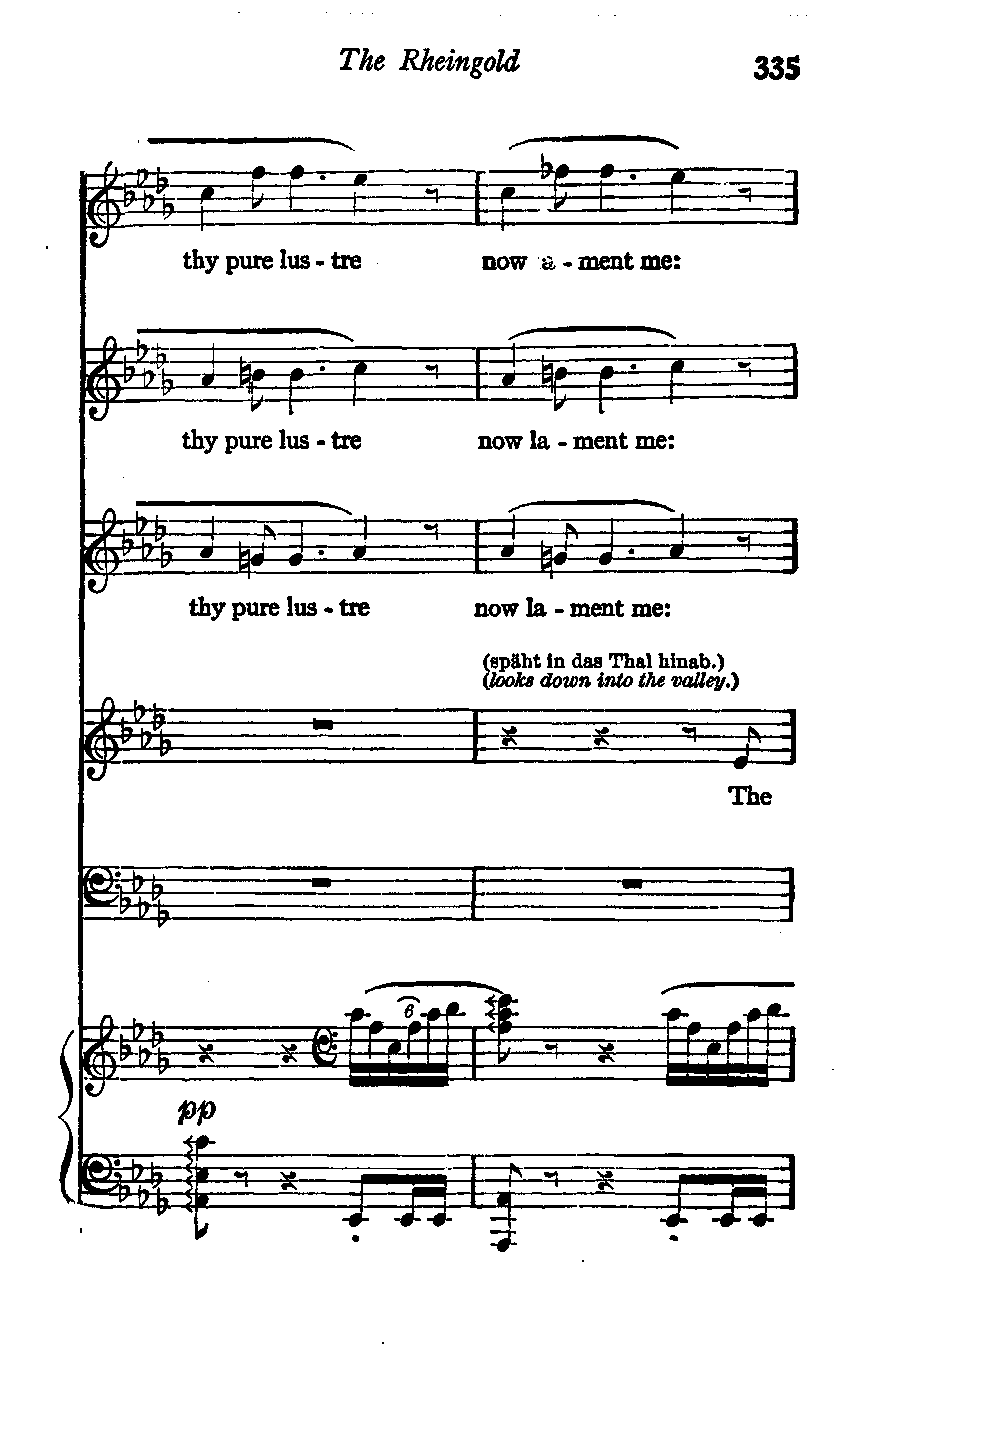 The Rheingold
335
thy pure lus - tre now a - ment me:
thy pure lus - tre now la - ment me:
thy pure lus - tre now la - ment me:
(späht in das Thal hinab.)
(looks down into the valley.)
The
6
pp